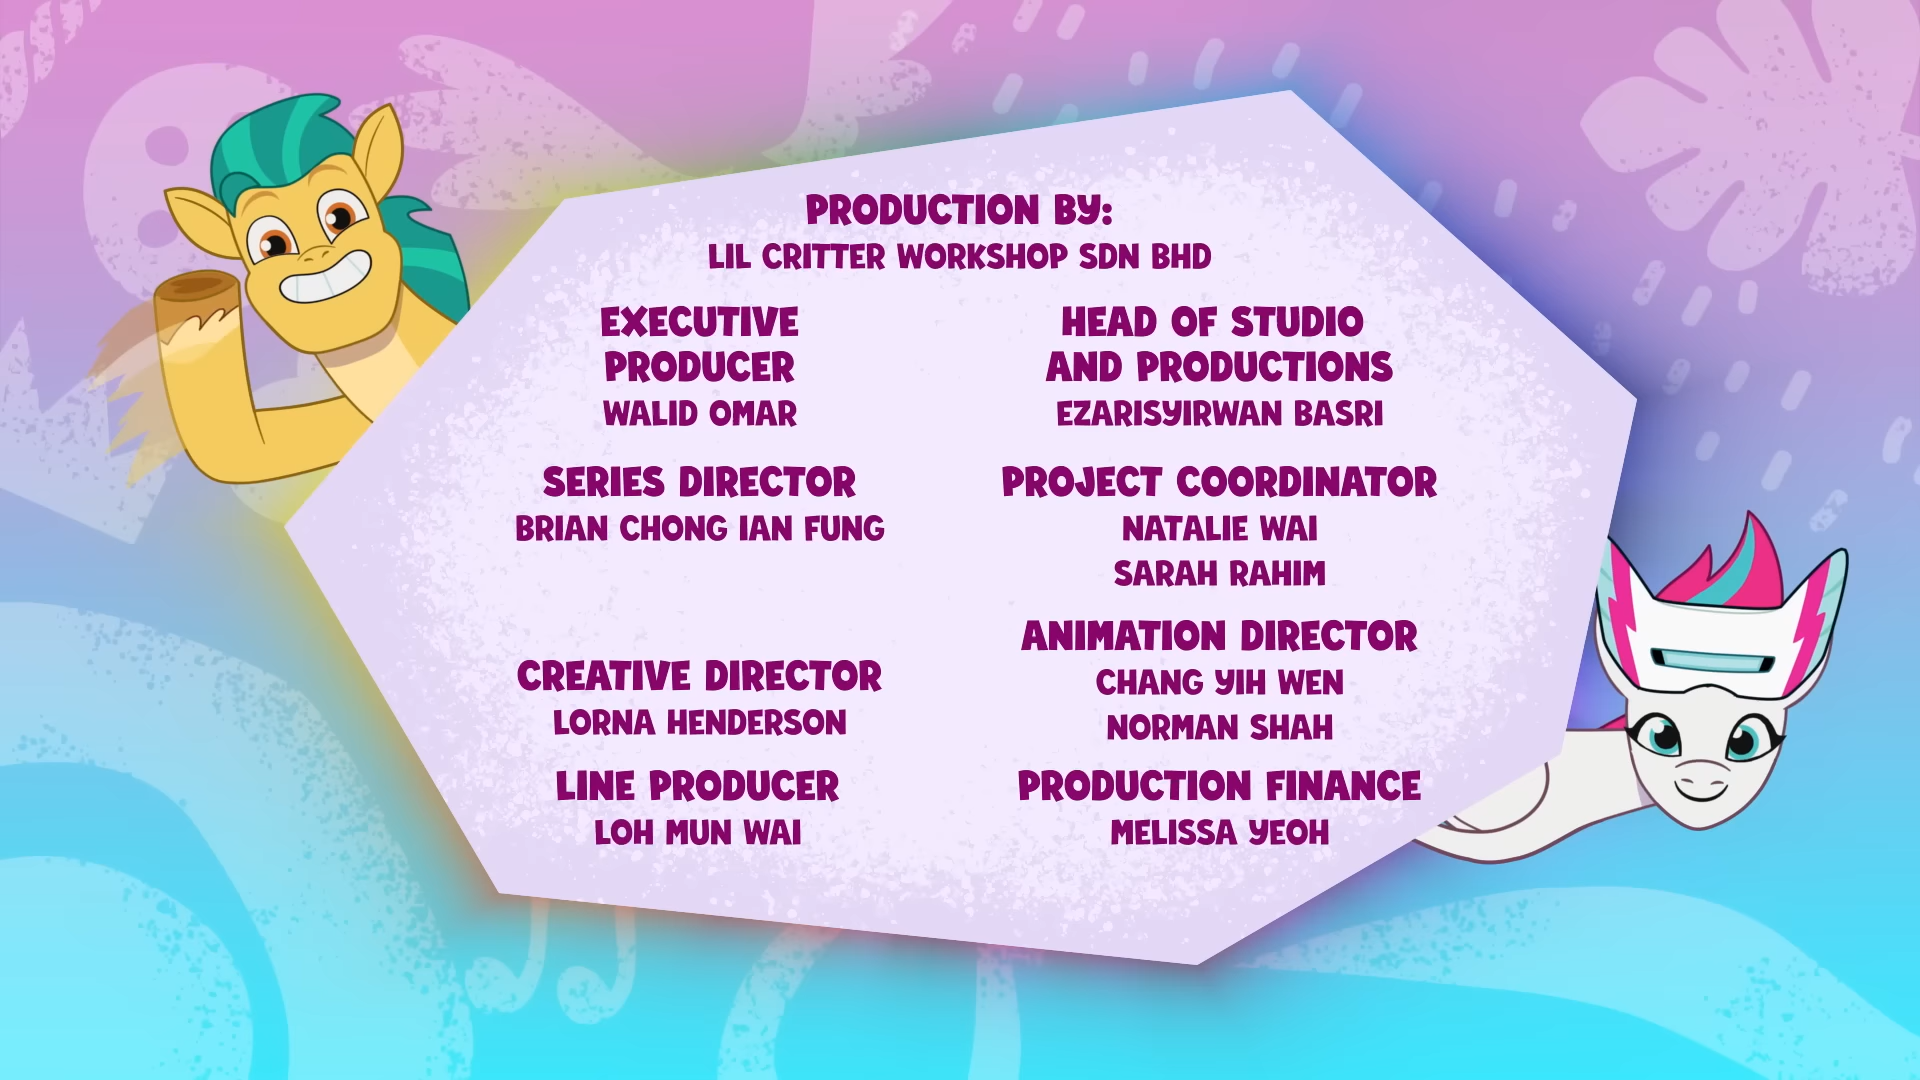 PRODUCTION BY:
LIL CRITTER WORKSHOP SDN BHD
EXECUTIVE
PRODUCER
WALID OMAR
HEAD OF STUDIO
AND PRODUCTIONS
EZARISYIRWAN BASRI
SERIES DIRECTOR
BRIAN CHONG IAN FUNG
PROJECT COORDINATOR
NATALIE WAI
SARAH RAHIM
CREATIVE DIRECTOR
LORNA HENDERSON
ANIMATION DIRECTOR
CHANG YIH WEN
NORMAN SHAH
LINE PRODUCER
LOH MUN WAI
PRODUCTION FINANCE
MELISSA YEOH